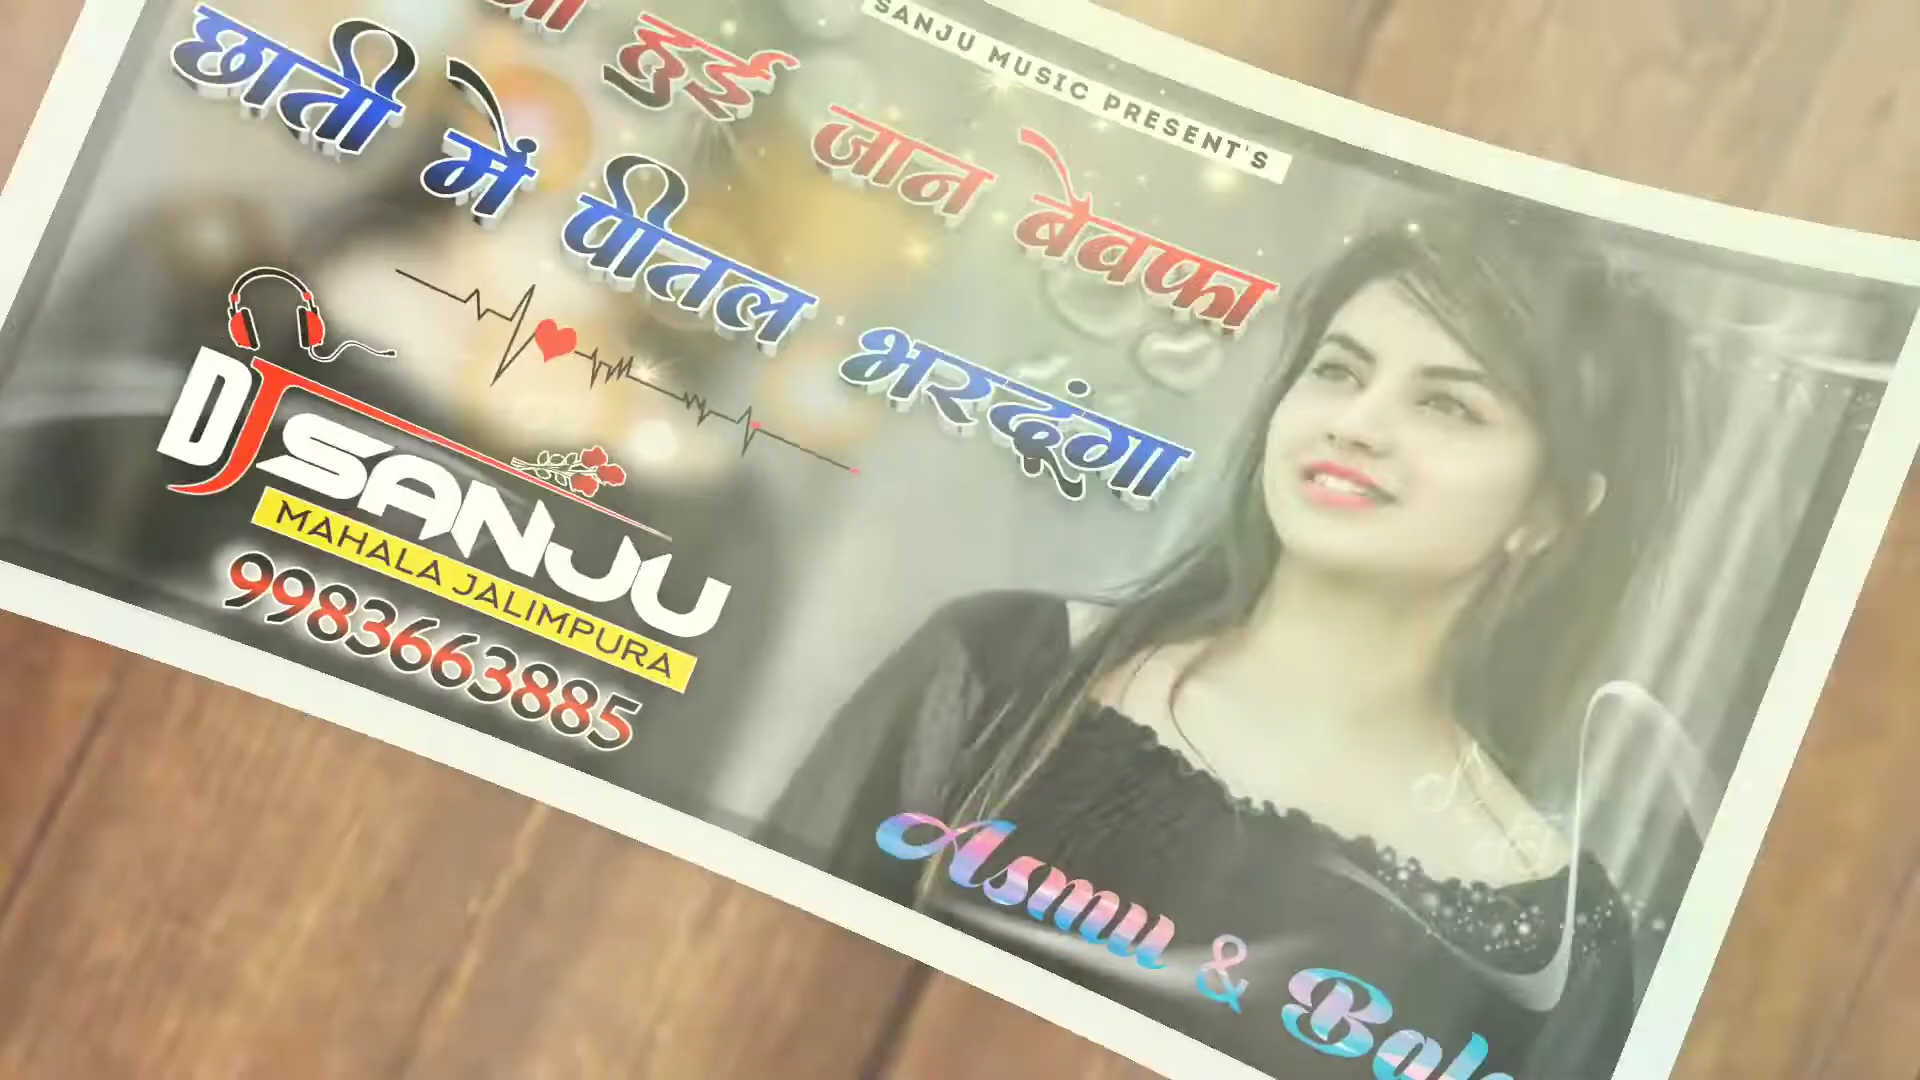 SANJU MUSIC PRESENT'S
हुई जान बेवफा
छाती में पीतल भरदूंगा
DJ SANJU
MAHALA JALIMPURA
9983663885
Asmu &